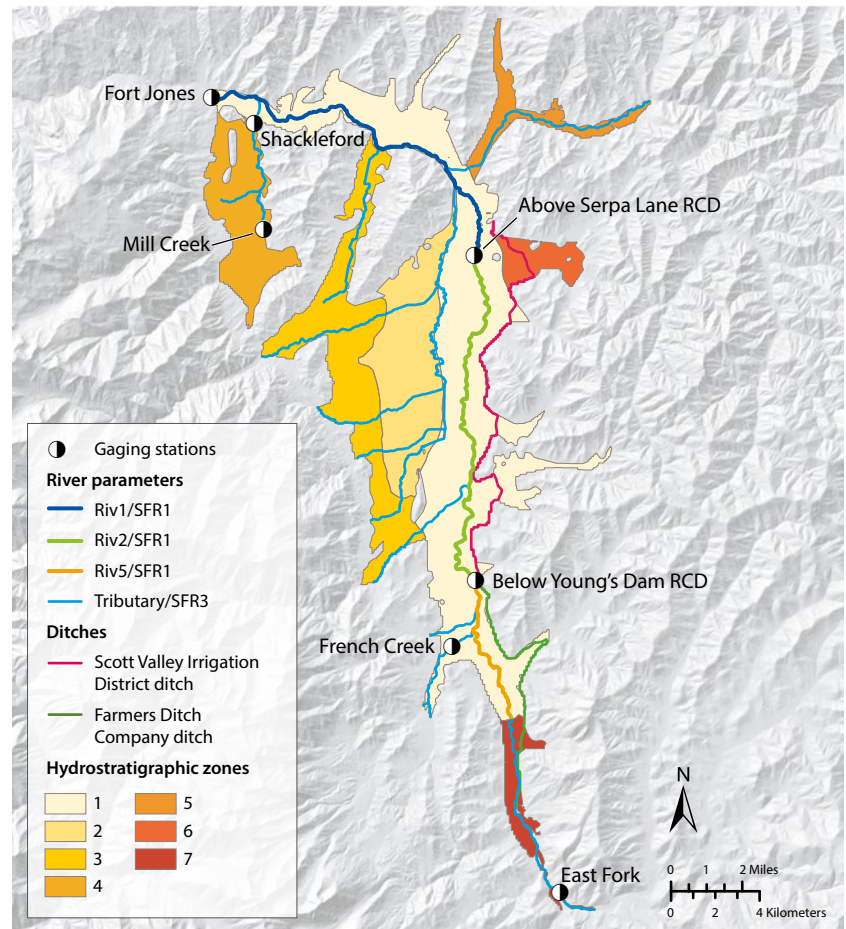 Fort Jones
Shackleford
Mill Creek
Above Serpa Lane RCD
Below Young's Dam RCD
French Creek
East Fork
Gaging stations
River parameters
Riv1/SFR1
Riv2/SFR1
Riv5/SFR1
Tributary/SFR3
Ditches
Scott Valley Irrigation
District ditch
Farmers Ditch
Company ditch
Hydrostratigraphic zones
1
2
3
4
5
6
7
N
0 1 2 Miles
0 2 4 Kilometers